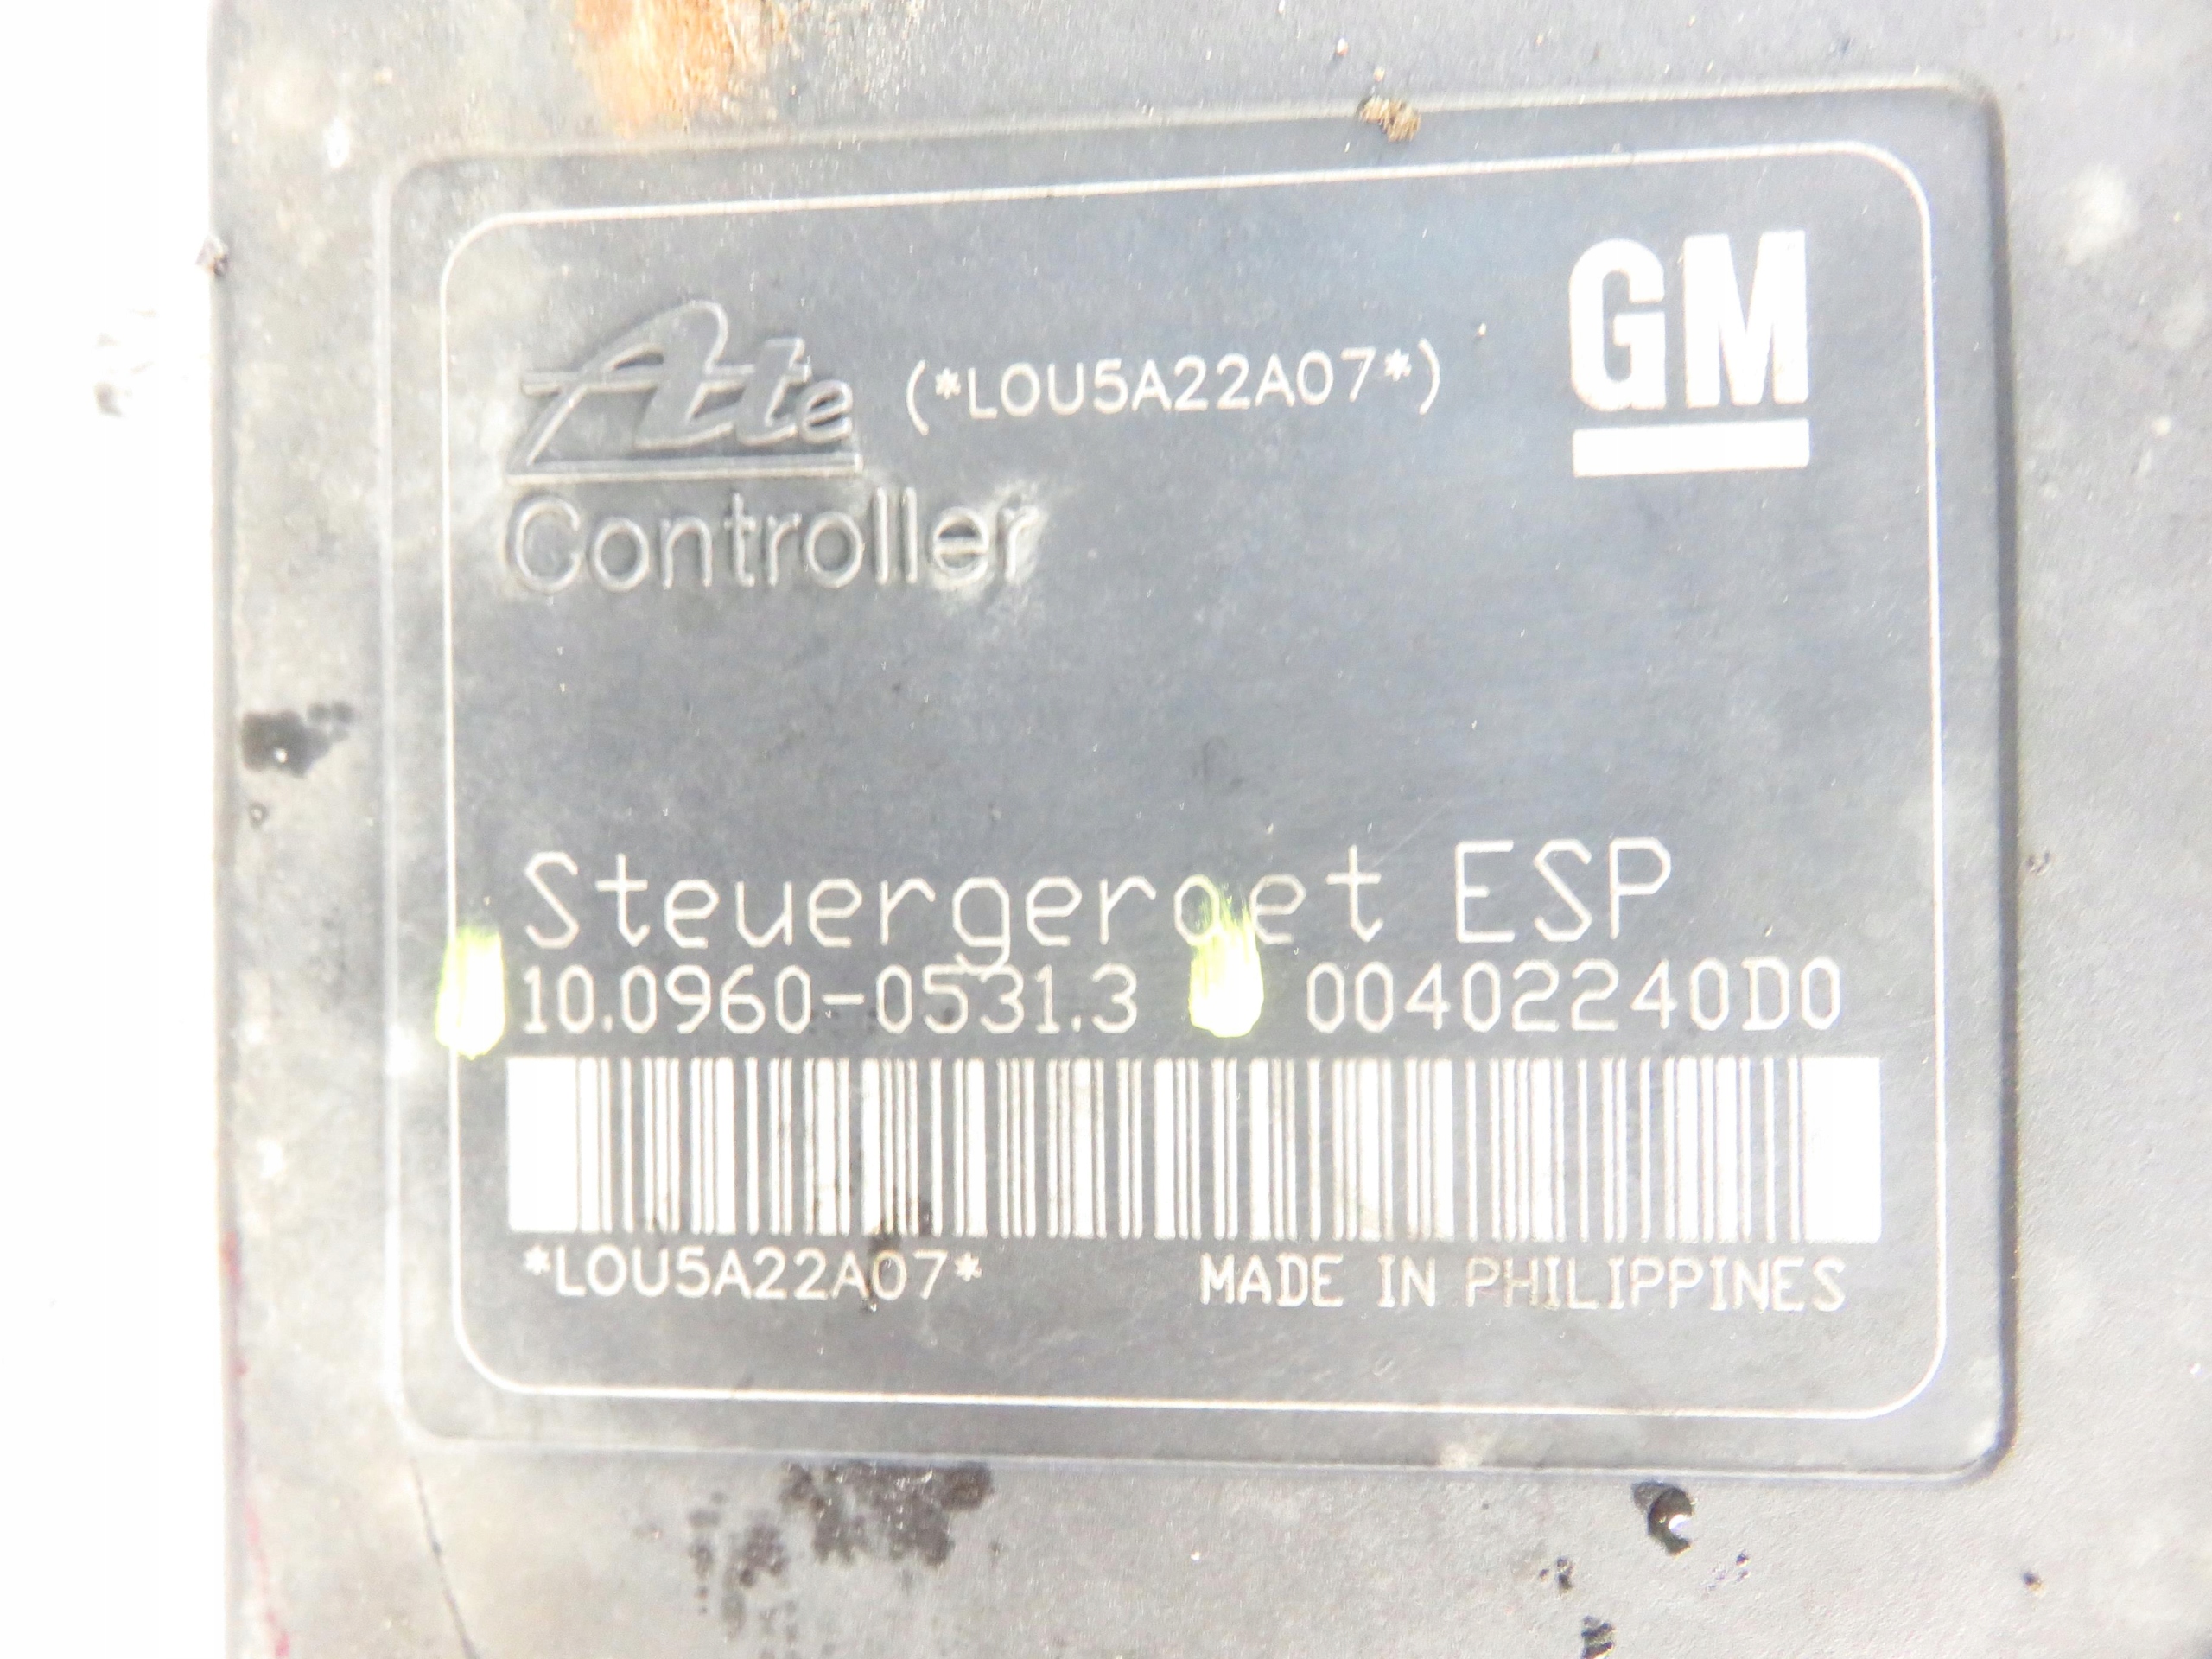 Ate (*LOU5A22A07*) GM
Controller
Steuergeraet ESP
10.0960-0531.3 00402240D0
*LOU5A22A07* MADE IN PHILIPPINES